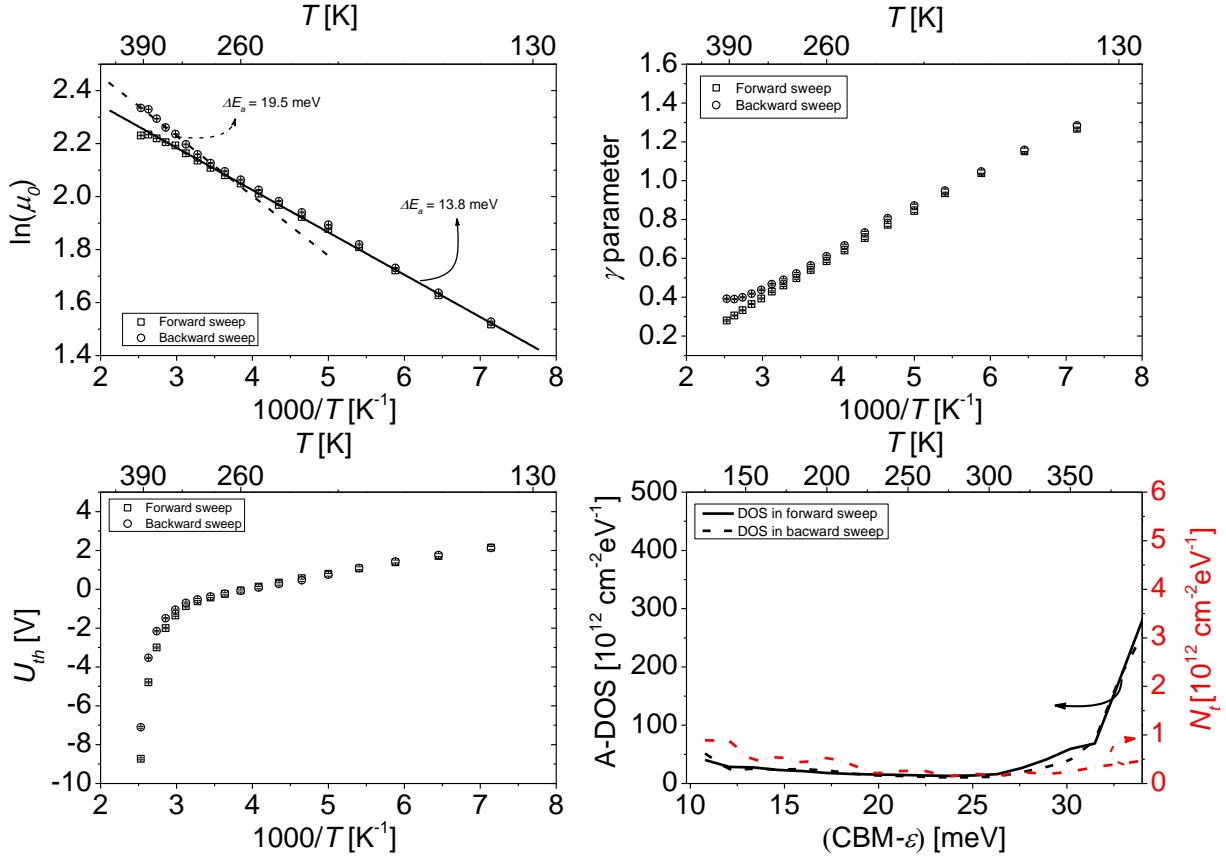 T [K]
390 260 130
2.4
2.2
2.0
1.8
1.6
1.4
ln(μ0)
ΔEa = 19.5 meV
ΔEa = 13.8 meV
Forward sweep
Backward sweep
2 3 4 5 6 7 8
1000/T [K-1]
T [K]
390 260 130
1.6
1.4
1.2
1.0
0.8
0.6
0.4
0.2
γ parameter
Forward sweep
Backward sweep
2 3 4 5 6 7 8
1000/T [K-1]
T [K]
390 260 130
4
2
0
-2
-4
-6
-8
-10
Uth [V]
Forward sweep
Backward sweep
2 3 4 5 6 7 8
1000/T [K-1]
T [K]
150 200 250 300 350
500
400
300
200
100
0
A-DOS [10^12 cm-2eV-1]
DOS in forward sweep
DOS in bacward sweep
6
5
4
3
2
1
0
Nt [10^12 cm-2eV-1]
10 15 20 25 30
(CBM-ε) [meV]